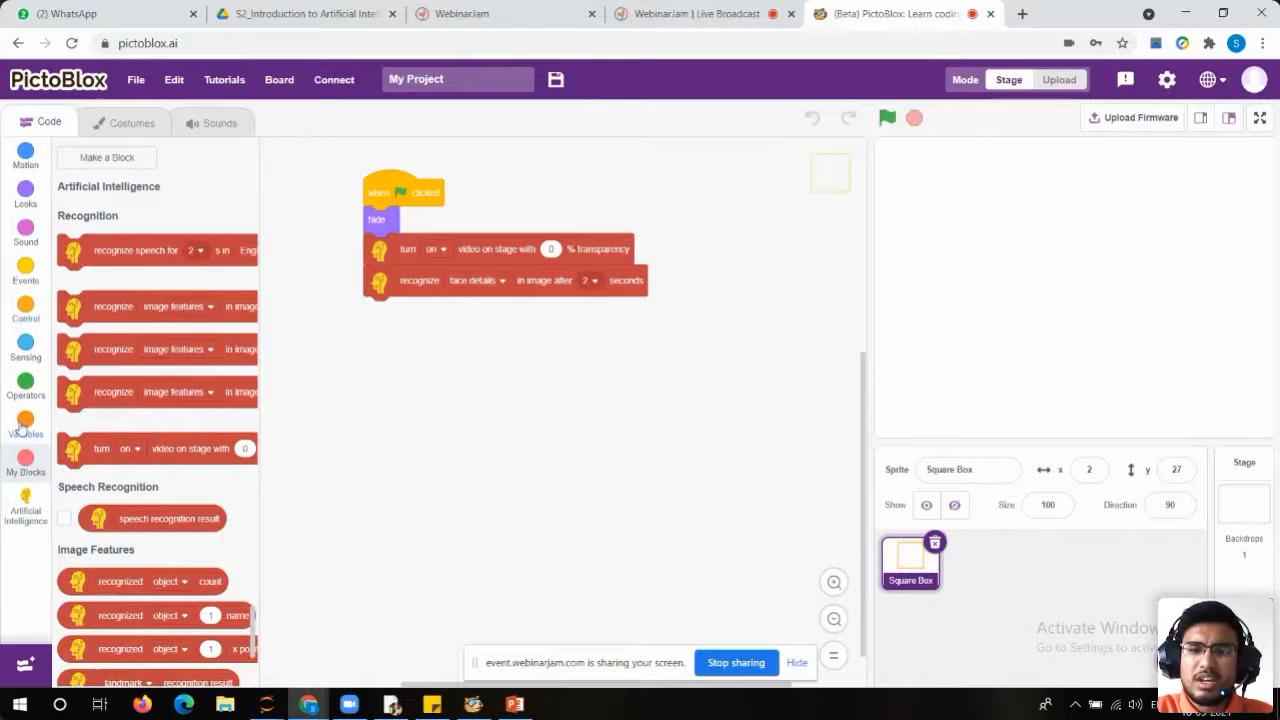 WhatsApp
S2_Introduction to Artificial Intel
WebinarJam
WebinarJam | Live Broadcast
(Beta) PictoBlox: Learn coding
pictoblox.ai
S
PictoBlox
File
Edit
Tutorials
Board
Connect
My Project
Mode
Stage
Upload
Code
Costumes
Sounds
Upload Firmware
Motion
Looks
Sound
Events
Control
Sensing
Operators
Variables
My Blocks
Artificial
Intelligence
Make a Block
Artificial Intelligence
Recognition
recognize speech for 2 s in Eng
recognize image features in imag
recognize image features in imag
recognize image features in imag
turn on video on stage with 0
Speech Recognition
speech recognition result
Image Features
recognized object count
recognized object 1 name
recognized object 1 x po
landmark recognition resul
when clicked
hide
turn on video on stage with 0 % transparency
recognize face details in image after 2 seconds
Sprite
Square Box
x
2
y
27
Show
Size
100
Direction
90
Square Box
Stage
Backdrops
1
Activate Window
Go to Settings to activ
event.webinarjam.com is sharing your screen.
Stop sharing
Hide
ENG